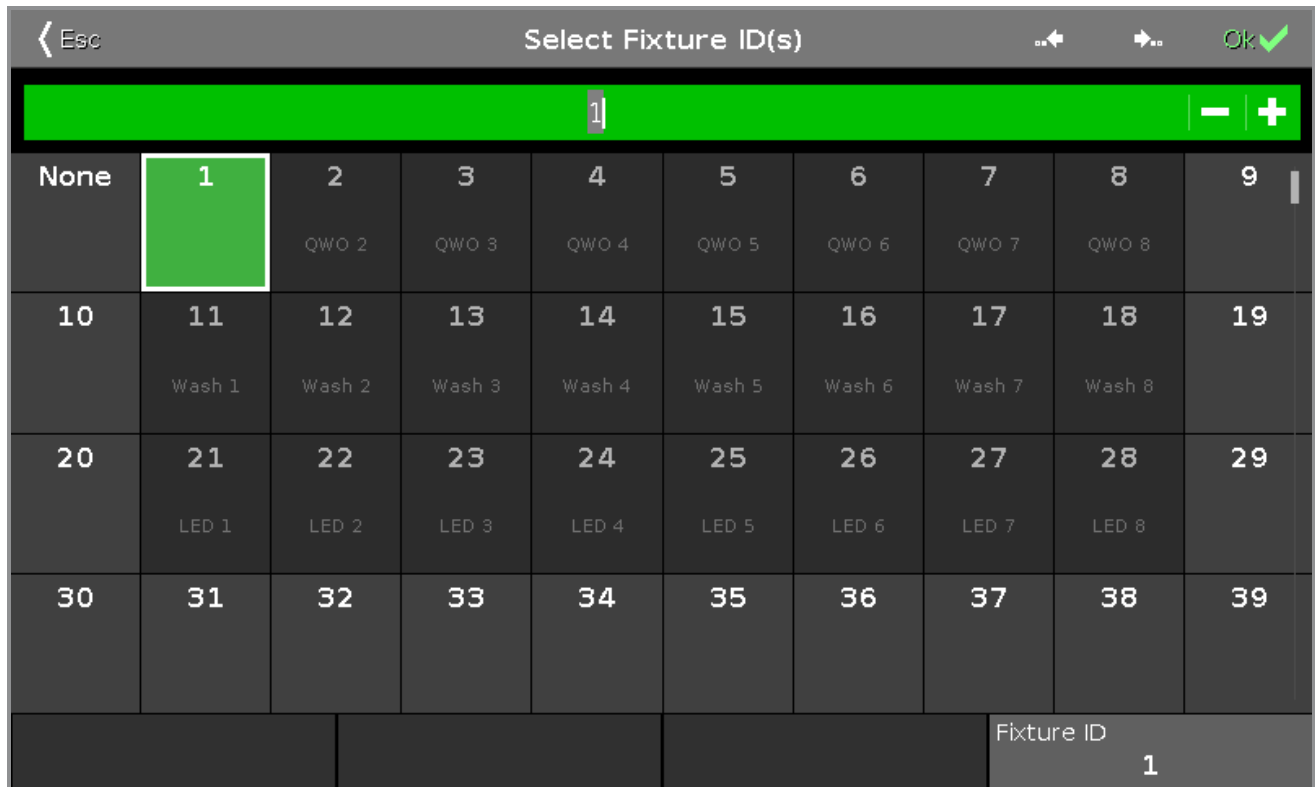 Esc Select Fixture ID(s) Ok
1
None 1 2 3 4 5 6 7 8 9
QWO 2 QWO 3 QWO 4 QWO 5 QWO 6 QWO 7 QWO 8
10 11 12 13 14 15 16 17 18 19
Wash 1 Wash 2 Wash 3 Wash 4 Wash 5 Wash 6 Wash 7 Wash 8
20 21 22 23 24 25 26 27 28 29
LED 1 LED 2 LED 3 LED 4 LED 5 LED 6 LED 7 LED 8
30 31 32 33 34 35 36 37 38 39
Fixture ID
1